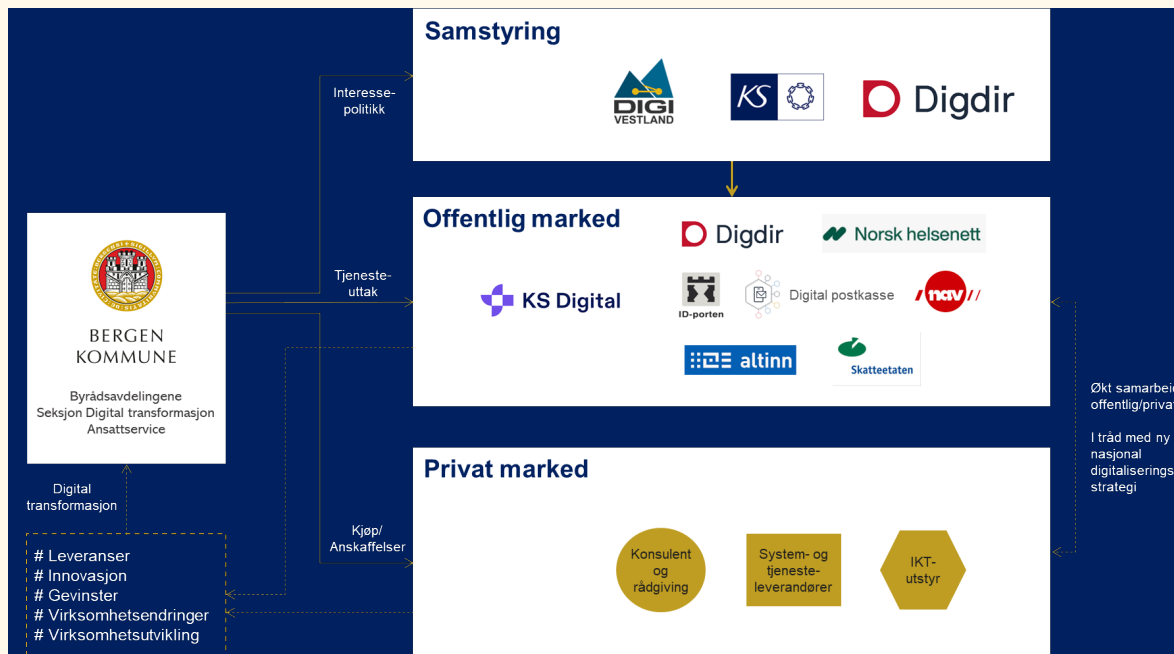 Samstyring
DIGI
VESTLAND
KS
Digdir
Interesse-
politikk
Offentlig marked
Digdir
Norsk helsenett
KS Digital
ID-porten
Digital postkasse
nav
altinn
Skatteetaten
Tjeneste-
uttak
BERGEN
KOMMUNE
Byrådsavdelingene
Seksjon Digital transformasjon
Ansattservice
Økt samarbeid
offentlig/privat
I tråd med ny
nasjonal
digitaliserings
strategi
Privat marked
Konsulent
og
rådgiving
System- og
tjeneste-
leverandører
IKT-
utstyr
Kjøp/
Anskaffelser
Digital
transformasjon
# Leveranser
# Innovasjon
# Gevinster
# Virksomhetsendringer
# Virksomhetsutvikling